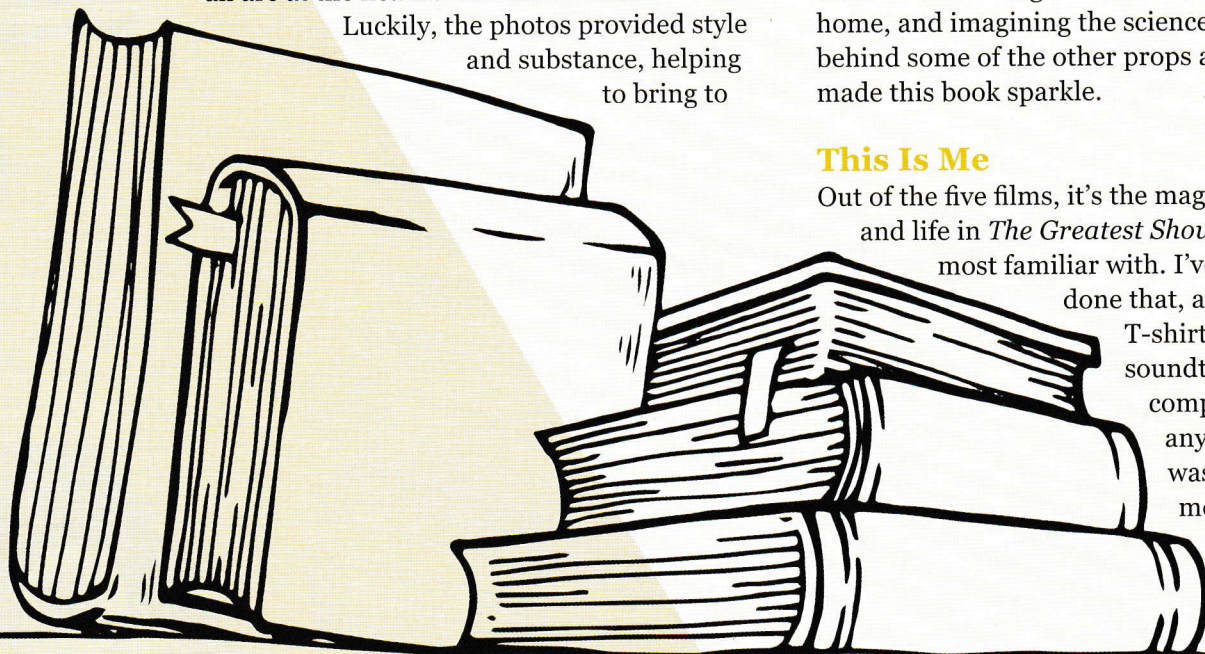 Luckily, the photos provided style
and substance, helping
to bring to
home, and imagining the science
behind some of the other props a
made this book sparkle.
This Is Me
Out of the five films, it's the mag
and life in The Greatest Show
most familiar with. I've
done that, a
T-shirt
soundt
comp
any
was